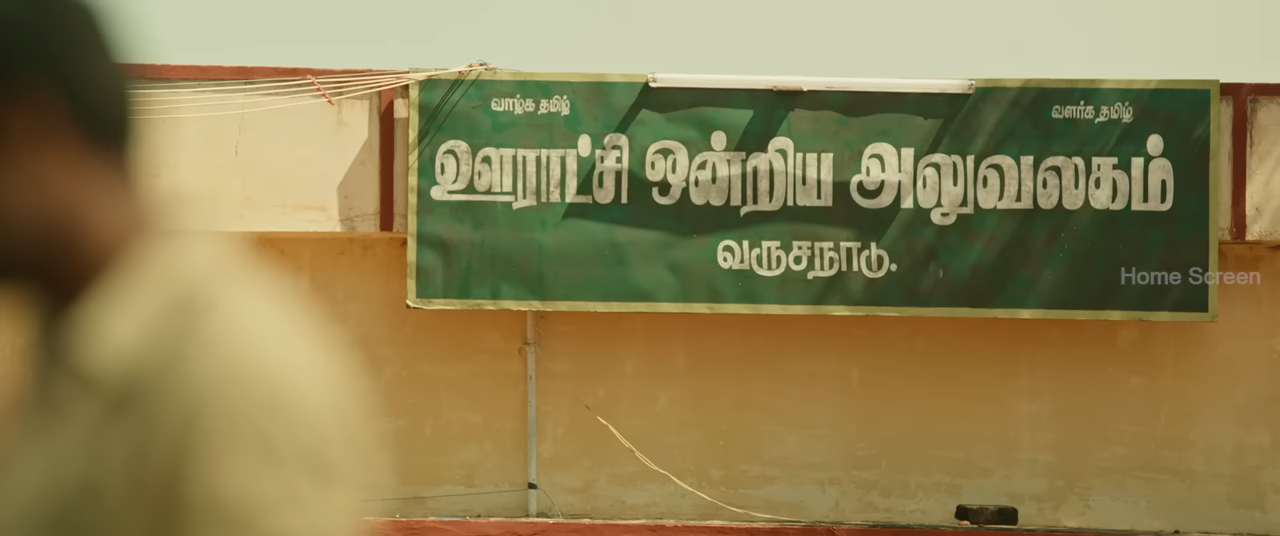 வாழ்க தமிழ் வளர்க தமிழ்
ஊராட்சி ஒன்றிய அலுவலகம்
வருசநாடு.
Home Screen